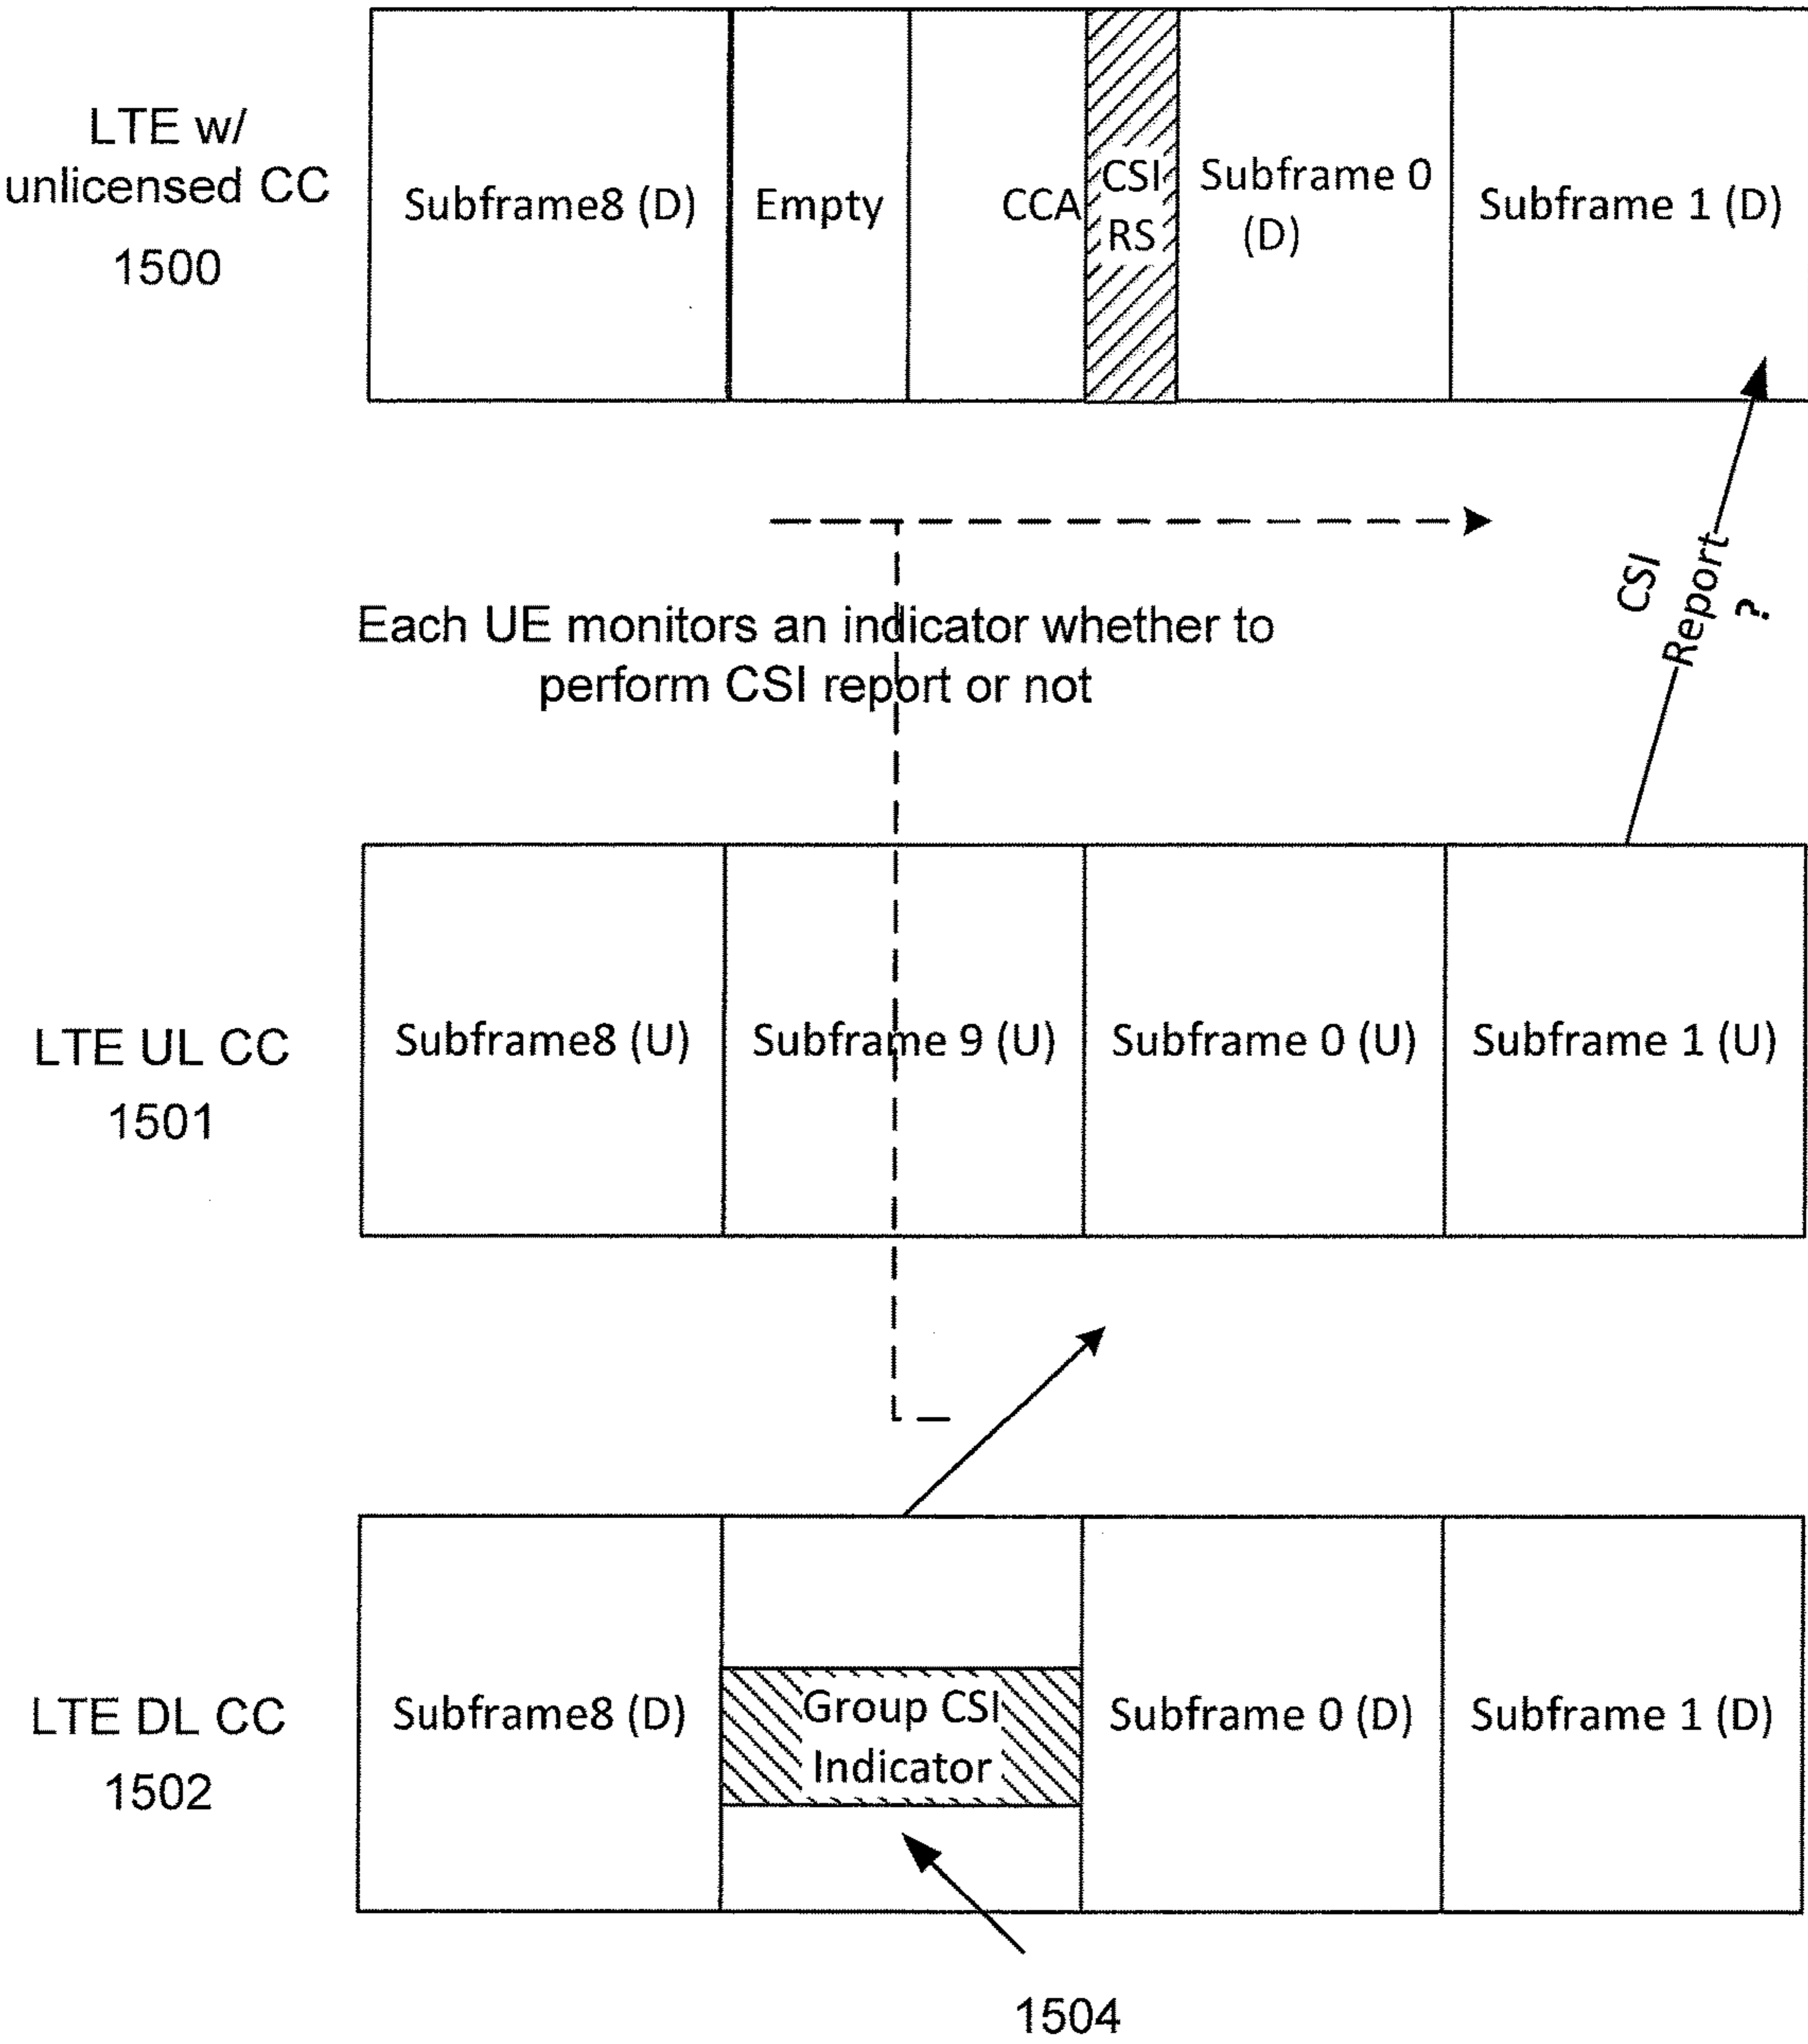 LTE w/
unlicensed CC
1500
Subframe8 (D)
Empty
CCA
CSI
RS
Subframe 0
(D)
Subframe 1 (D)
CSI
Report
?
Each UE monitors an indicator whether to
perform CSI report or not
LTE UL CC
1501
Subframe8 (U)
Subframe 9 (U)
Subframe 0 (U)
Subframe 1 (U)
LTE DL CC
1502
Subframe8 (D)
Group CSI
Indicator
Subframe 0 (D)
Subframe 1 (D)
1504